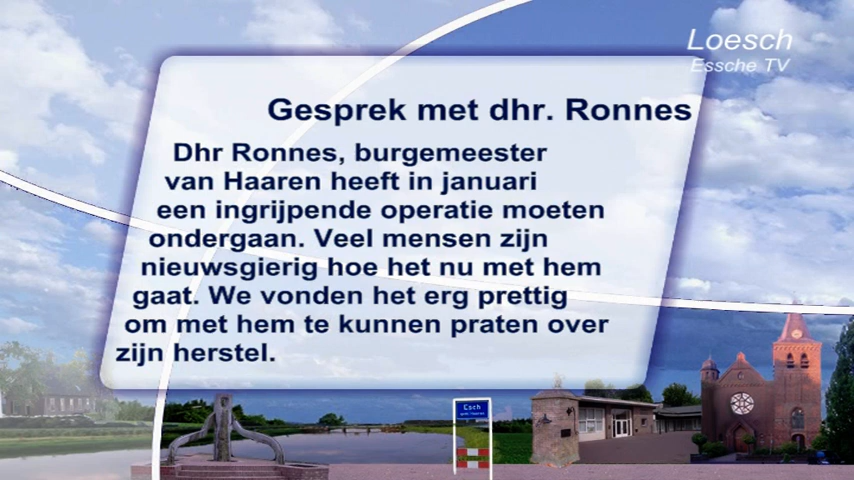 Loesch
Essche TV
Gesprek met dhr. Ronnes
Dhr Ronnes, burgemeester
van Haaren heeft in januari
een ingrijpende operatie moeten
ondergaan. Veel mensen zijn
nieuwsgierig hoe het nu met hem
gaat. We vonden het erg prettig
om met hem te kunnen praten over
zijn herstel.
Esch